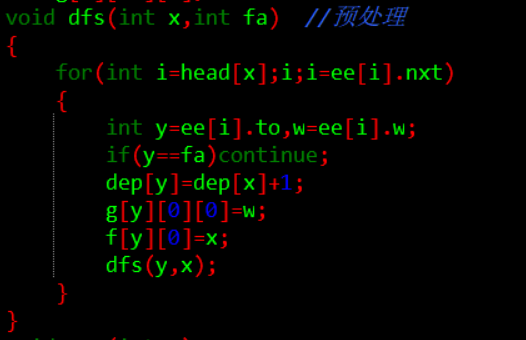 void dfs(int x,int fa)  //预处理
{
    for(int i=head[x];i;i=ee[i].nxt)
    {
        int y=ee[i].to,w=ee[i].w;
        if(y==fa)continue;
        dep[y]=dep[x]+1;
        g[y][0][0]=w;
        f[y][0]=x;
        dfs(y,x);
    }
}